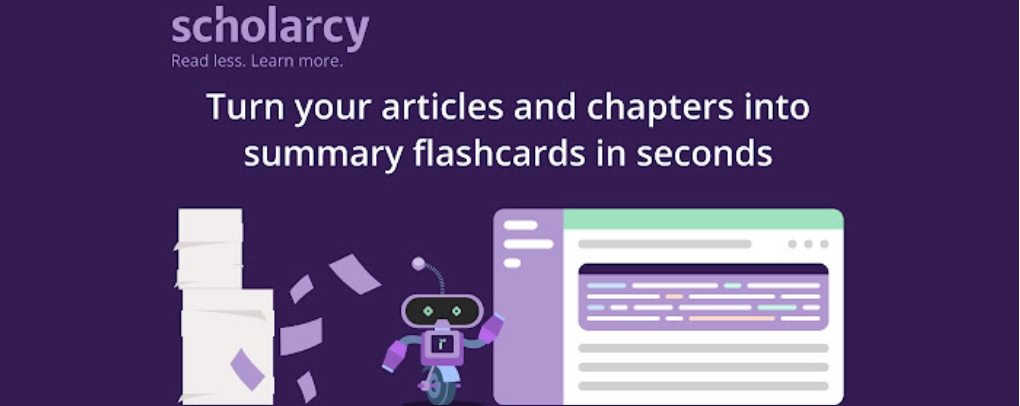 scholarcy
Read less. Learn more.
Turn your articles and chapters into
summary flashcards in seconds
r